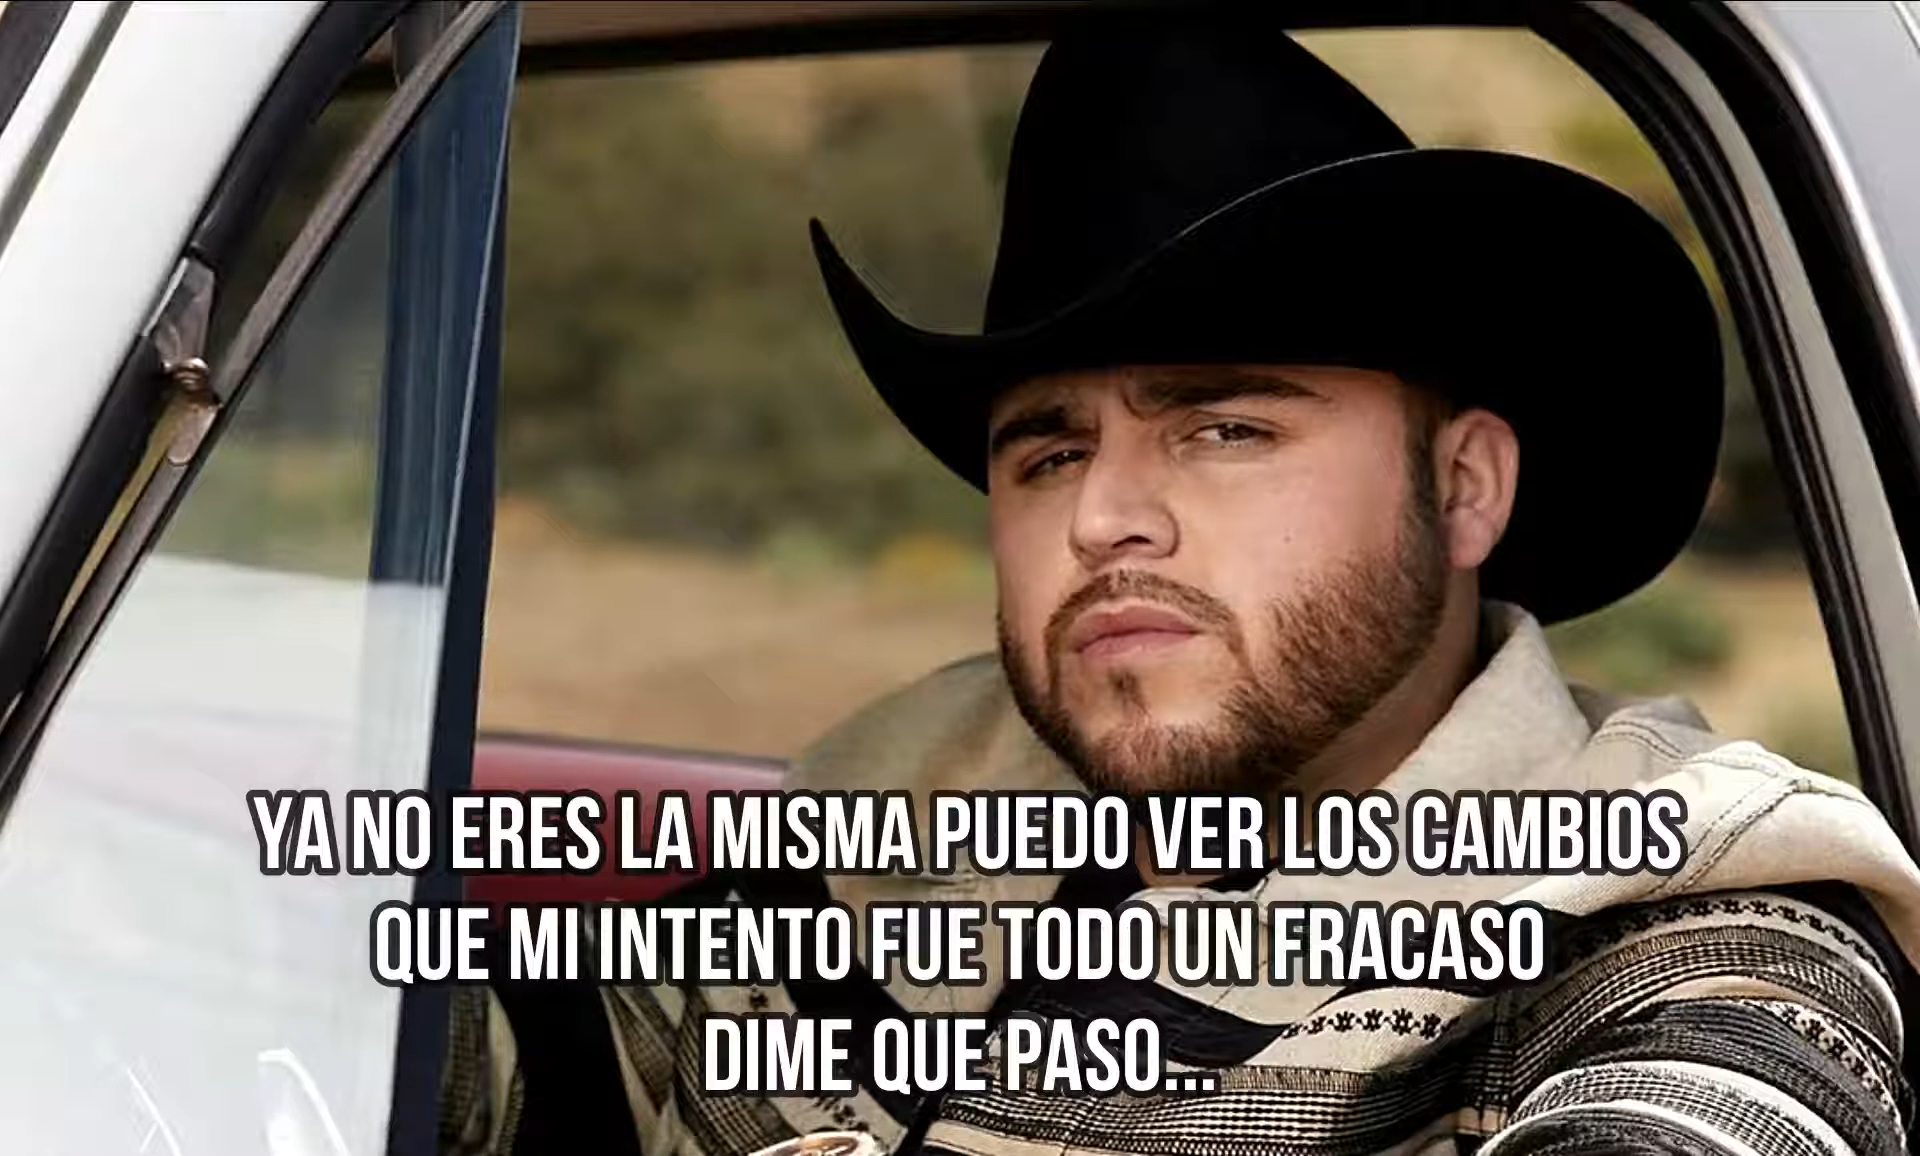 YA NO ERES LA MISMA PUEDO VER LOS CAMBIOS
QUE MI INTENTO FUE TODO UN FRACASO
DIME QUE PASO...